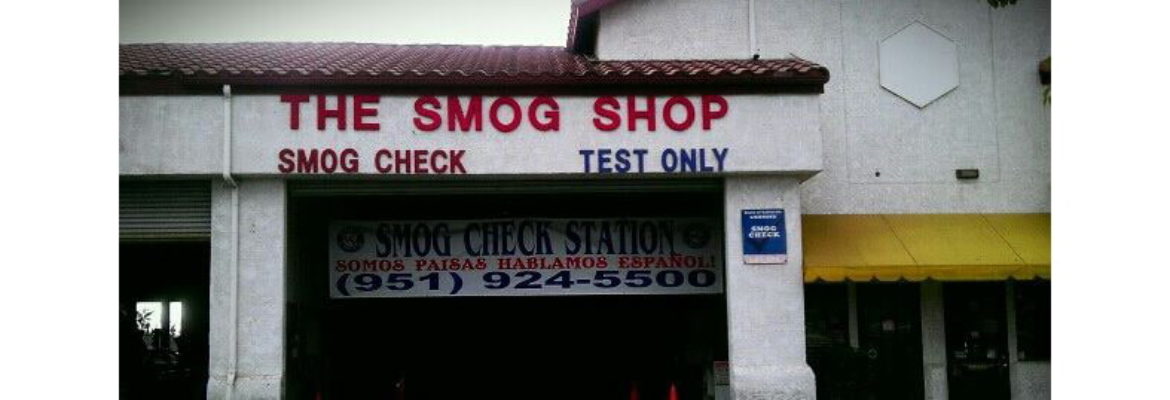 THE SMOG SHOP
SMOG CHECK TEST ONLY
SMOG CHECK STATION
SOMOS PAISAS HABLAMOS ESPAÑOL!
(951) 924-5500
SMOG
CHECK